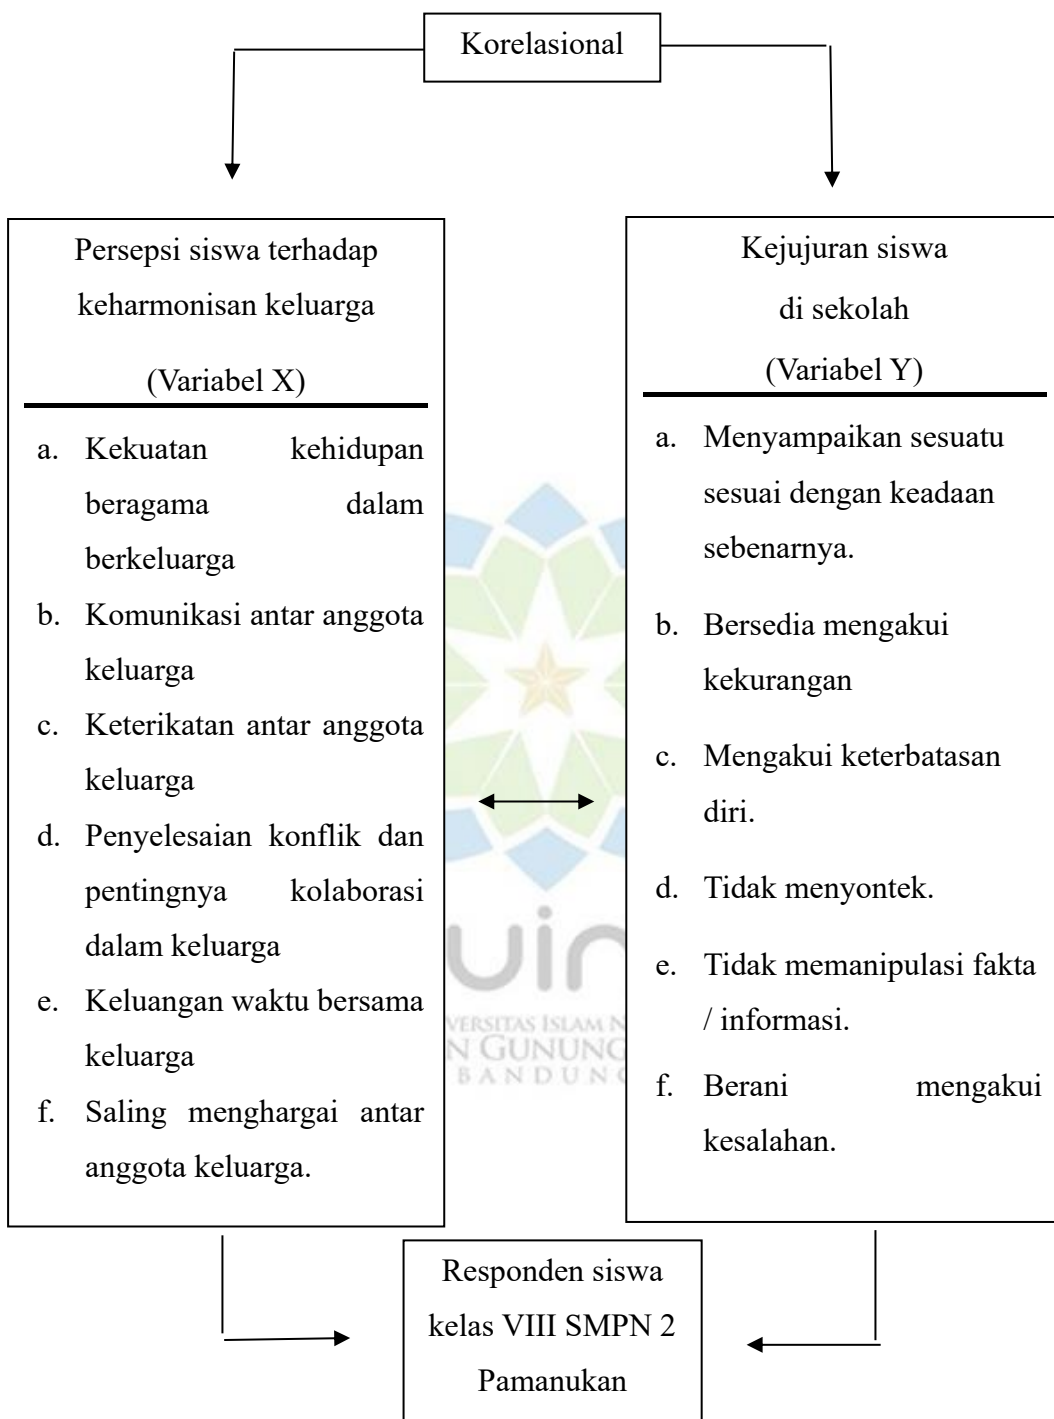 Korelasional
Persepsi siswa terhadap
keharmonisan keluarga
(Variabel X)
a. Kekuatan kehidupan
beragama dalam
berkeluarga
b. Komunikasi antar anggota
keluarga
c. Keterikatan antar anggota
keluarga
d. Penyelesaian konflik dan
pentingnya kolaborasi
dalam keluarga
e. Keluangan waktu bersama
keluarga
f. Saling menghargai antar
anggota keluarga.
Kejujuran siswa
di sekolah
(Variabel Y)
a. Menyampaikan sesuatu
sesuai dengan keadaan
sebenarnya.
b. Bersedia mengakui
kekurangan
c. Mengakui keterbatasan
diri.
d. Tidak menyontek.
e. Tidak memanipulasi fakta
/ informasi.
f. Berani mengakui
kesalahan.
uin
ISLAM
GUNUNG
Responden siswa
kelas VIII SMPN 2
Pamanukan